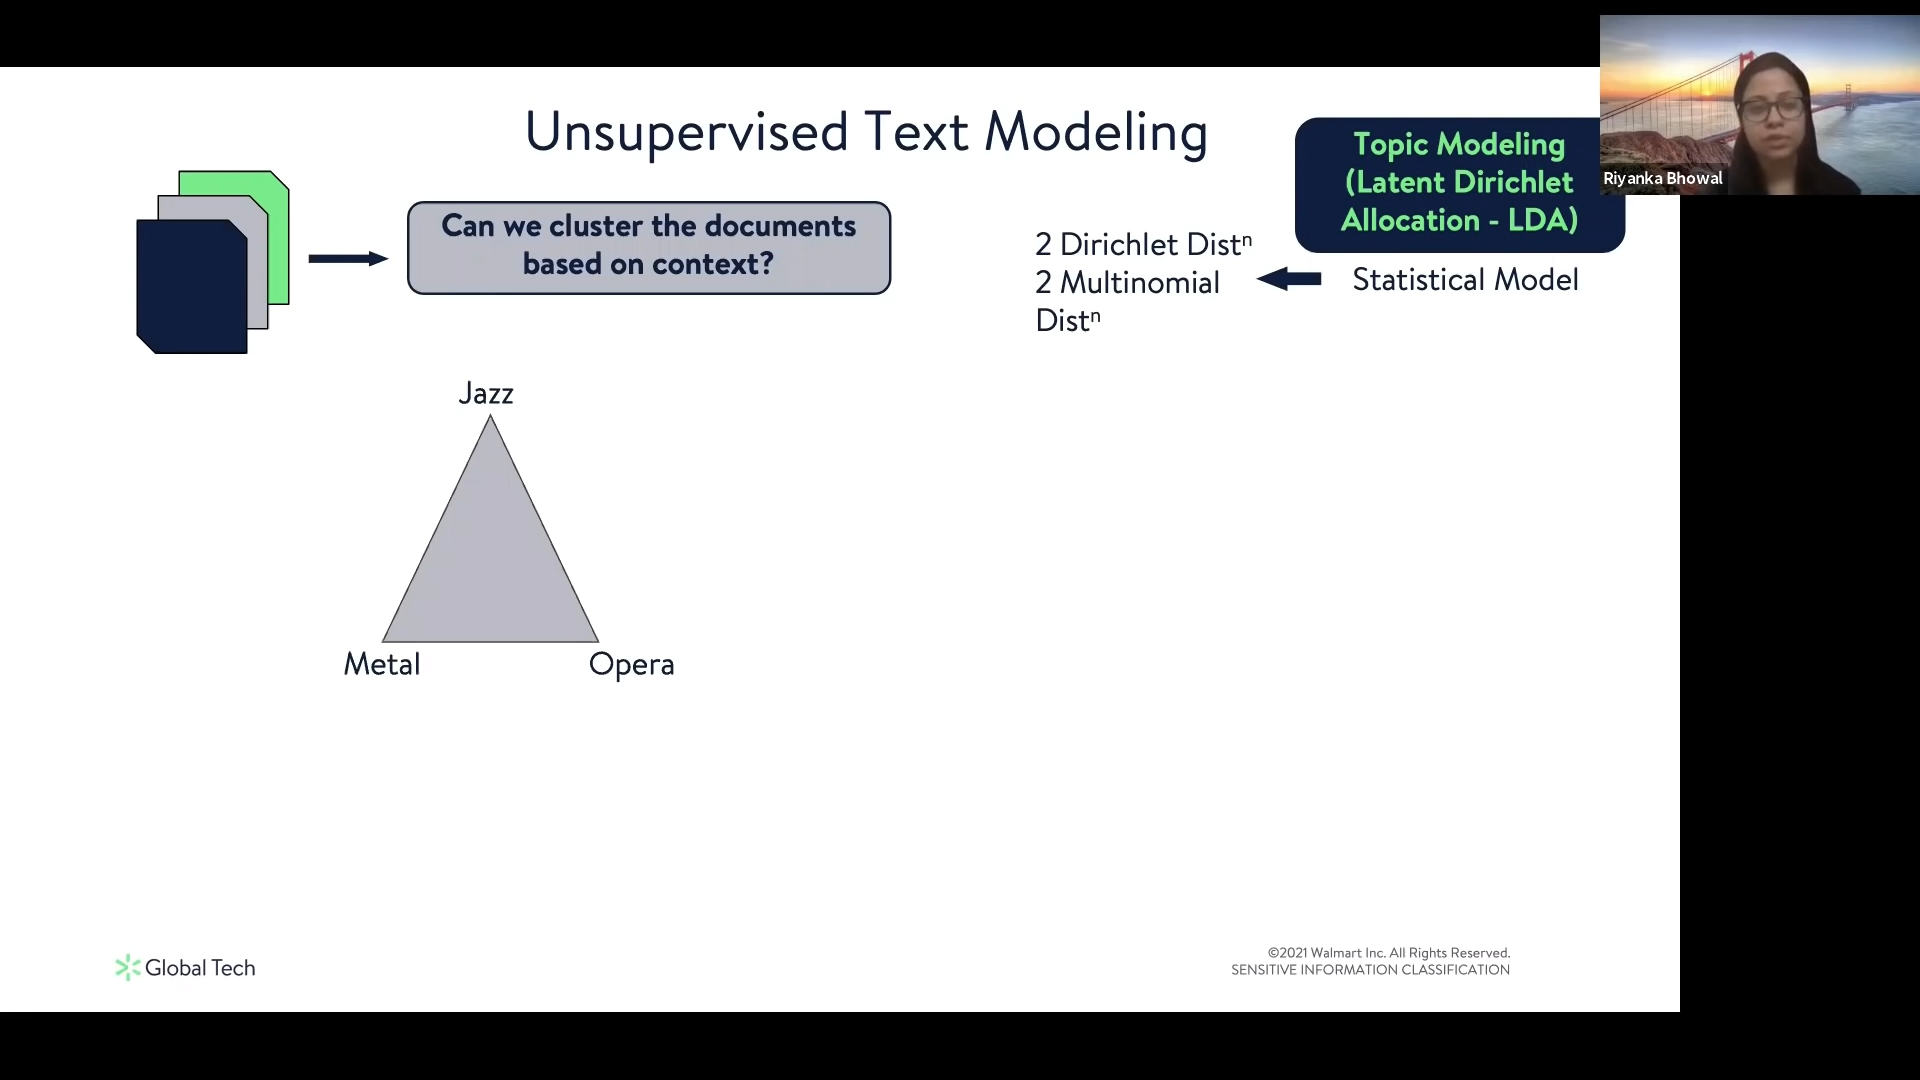 Unsupervised Text Modeling
Topic Modeling
(Latent Dirichlet
Allocation - LDA)
Riyanka Bhowal
Can we cluster the documents
based on context?
2 Dirichlet Distⁿ
2 Multinomial
Distⁿ
Statistical Model
Jazz
Metal
Opera
Global Tech
©2021 Walmart Inc. All Rights Reserved.
SENSITIVE INFORMATION CLASSIFICATION